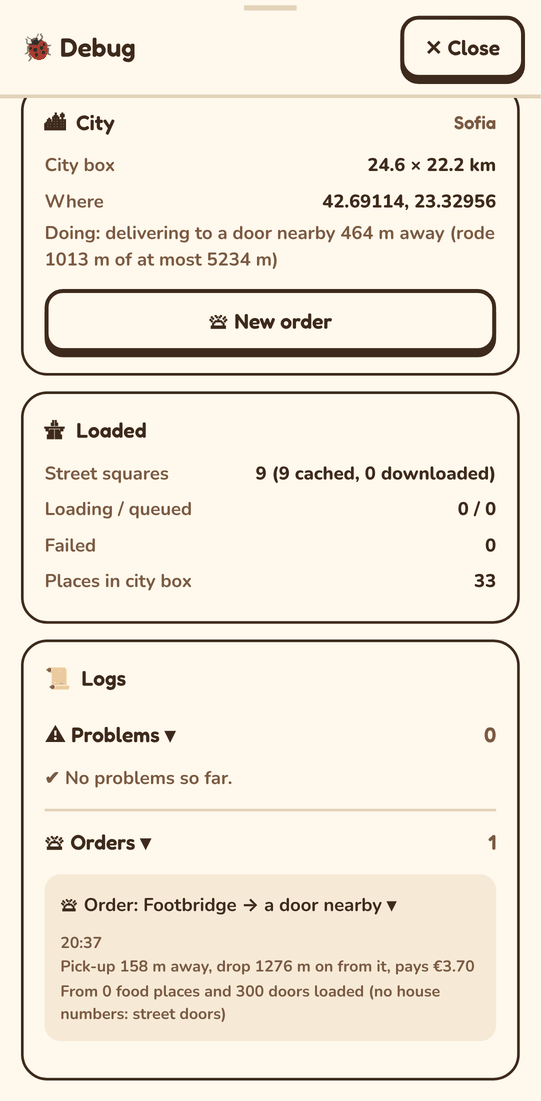 Debug
✕ Close
City
Sofia
City box
24.6 × 22.2 km
Where
42.69114, 23.32956
Doing: delivering to a door nearby 464 m away (rode
1013 m of at most 5234 m)
New order
Loaded
Street squares
9 (9 cached, 0 downloaded)
Loading / queued
0 / 0
Failed
0
Places in city box
33
Logs
Problems ▾
0
✔ No problems so far.
Orders ▾
1
Order: Footbridge → a door nearby ▾
20:37
Pick-up 158 m away, drop 1276 m on from it, pays €3.70
From 0 food places and 300 doors loaded (no house
numbers: street doors)